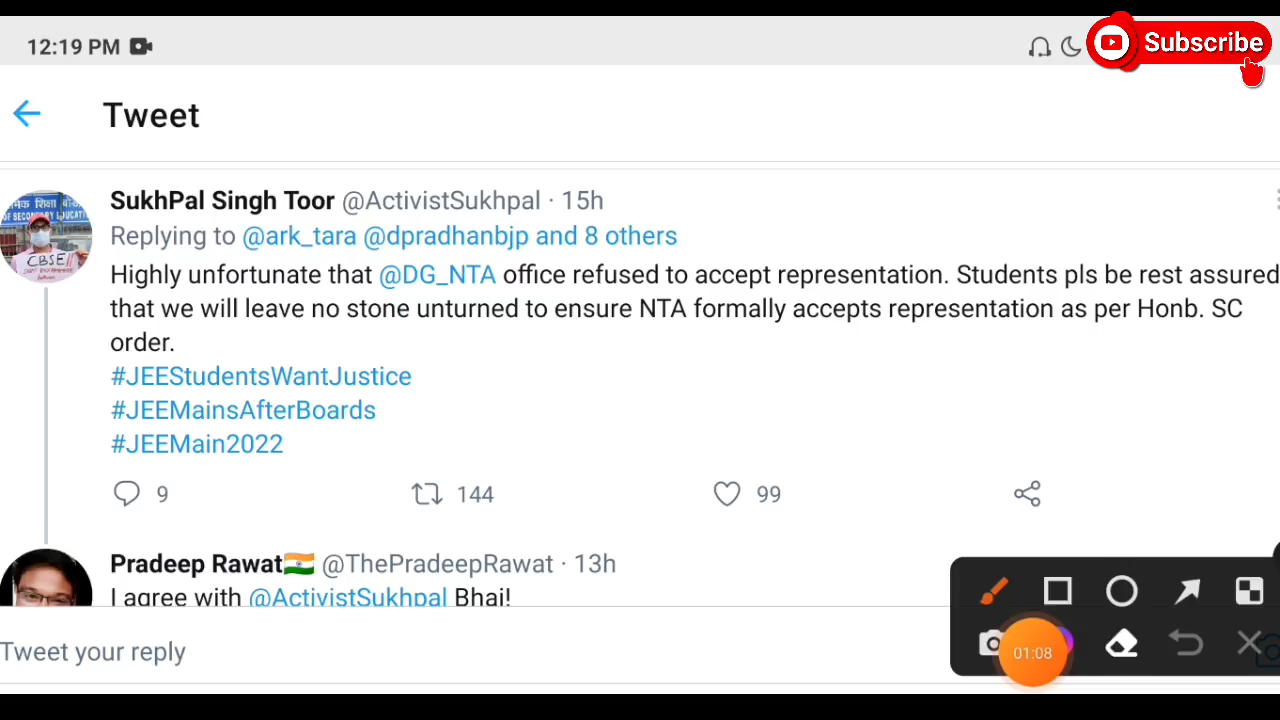 12:19 PM
Subscribe
Tweet
SukhPal Singh Toor @ActivistSukhpal · 15h
Replying to @ark_tara @dpradhanbjp and 8 others
Highly unfortunate that @DG_NTA office refused to accept representation. Students pls be rest assured
that we will leave no stone unturned to ensure NTA formally accepts representation as per Honb. SC
order.
#JEEStudentsWantJustice
#JEEMainsAfterBoards
#JEEMain2022
9 144 99
Pradeep Rawat🇮🇳 @ThePradeepRawat · 13h
I agree with @ActivistSukhpal Bhai!
Tweet your reply
01:08
CBSE!!